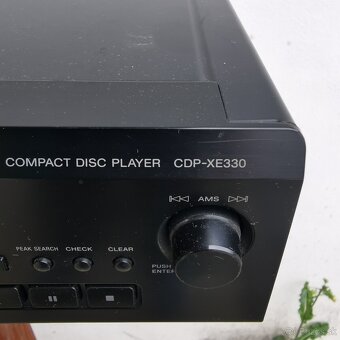 COMPACT DISC PLAYER CDP-XE330
AMS
PEAK SEARCH CHECK CLEAR
PUSH
ENTER